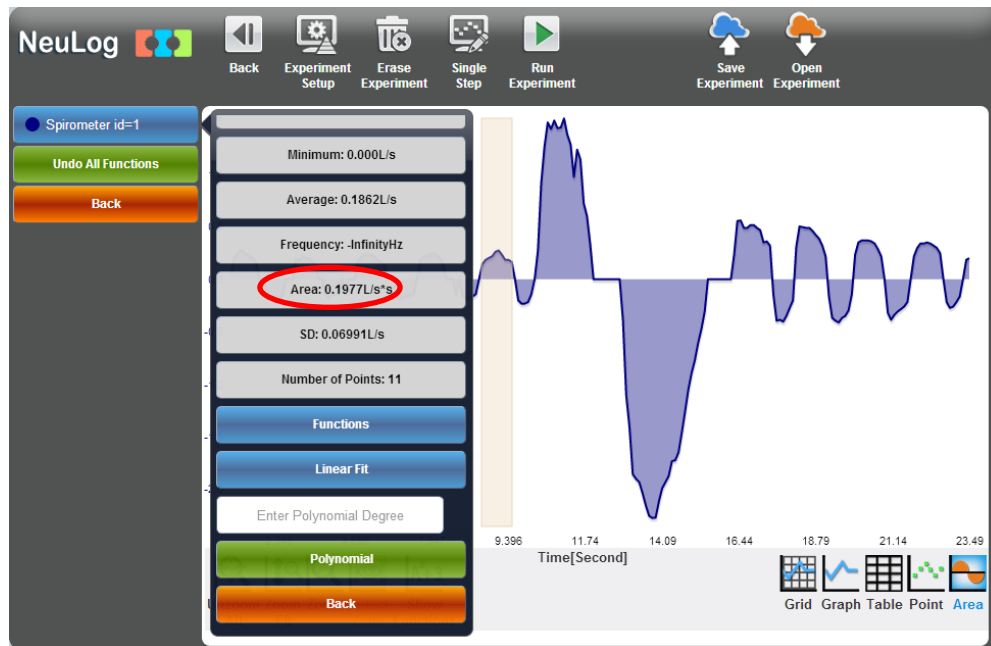 NeuLog
Back
Experiment
Setup
Erase
Experiment
Single
Step
Run
Experiment
Save
Experiment
Open
Experiment
Spirometer id=1
Undo All Functions
Back
Minimum: 0.000L/s
Average: 0.1862L/s
Frequency: -InfinityHz
Area: 0.1977L/s*s
SD: 0.06991L/s
Number of Points: 11
Functions
Linear Fit
Enter Polynomial Degree
Polynomial
Back
9.396 11.74 14.09 16.44 18.79 21.14 23.49
Time[Second]
Grid Graph Table Point Area